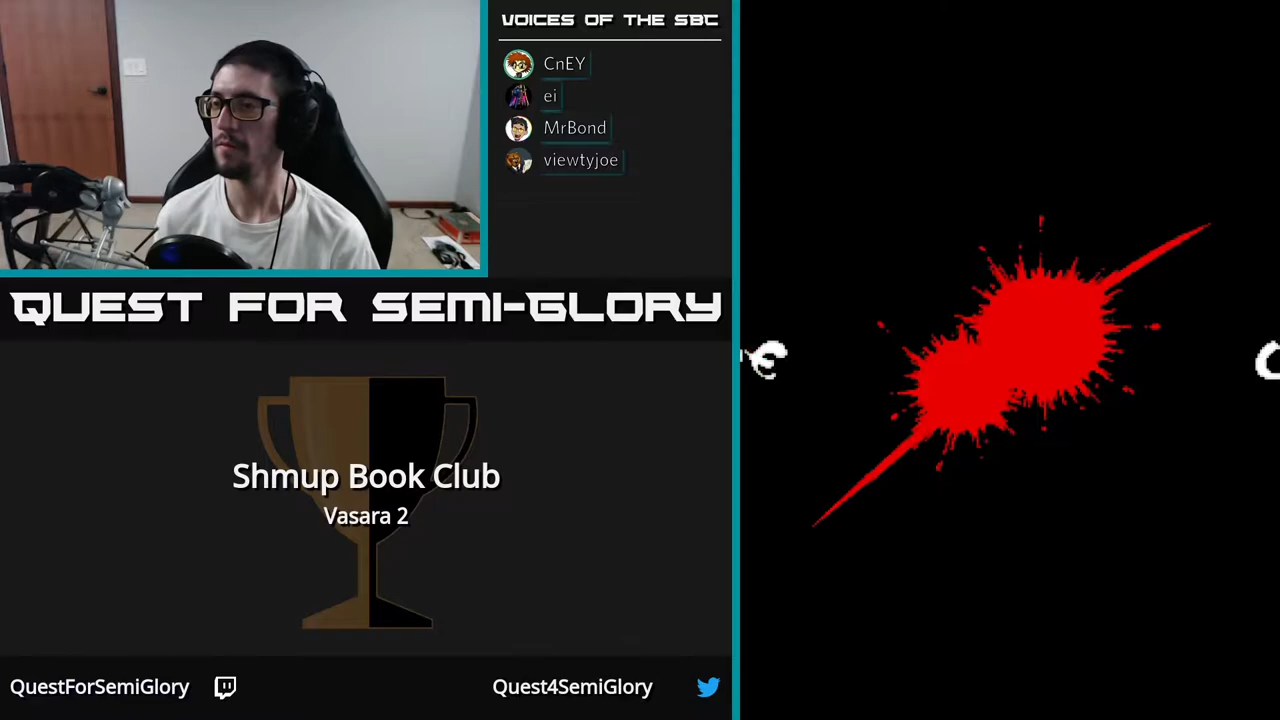 VOICES OF THE SBC
CnEY
ei
MrBond
viewtyjoe
QUEST FOR SEMI-GLORY
Shmup Book Club
Vasara 2
QuestForSemiGlory
Quest4SemiGlory